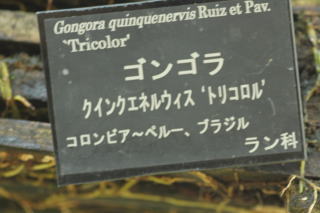 Gongora quinquenervis Ruiz et Pav.
‘Tricolor’
ゴンゴラ
クインクエネルウィス ‘トリコロル’
コロンビア～ペルー、ブラジル
ラン科